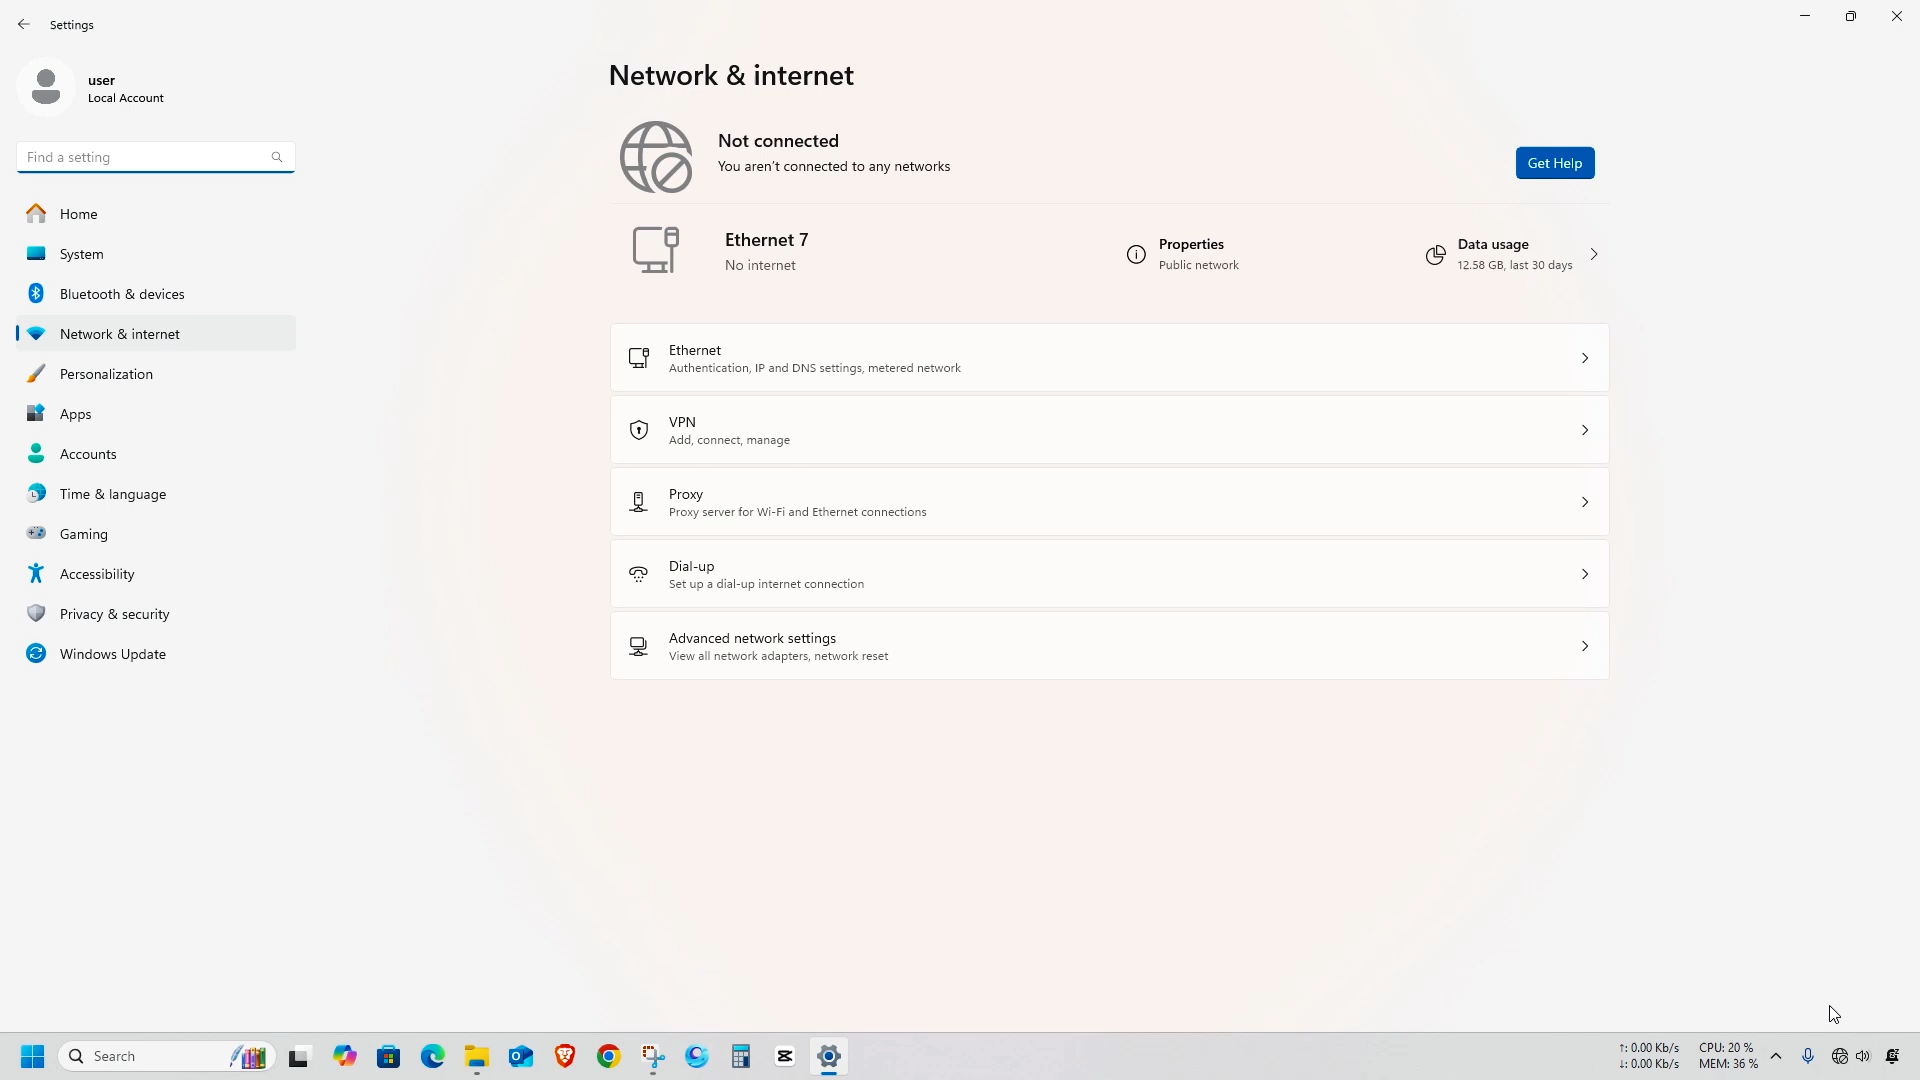 Settings
user
Local Account
Find a setting
Home
System
Bluetooth & devices
Network & internet
Personalization
Apps
Accounts
Time & language
Gaming
Accessibility
Privacy & security
Windows Update
Network & internet
Not connected
You aren't connected to any networks
Get Help
Ethernet 7
No internet
Properties
Public network
Data usage
12.58 GB, last 30 days
Ethernet
Authentication, IP and DNS settings, metered network
VPN
Add, connect, manage
Proxy
Proxy server for Wi-Fi and Ethernet connections
Dial-up
Set up a dial-up internet connection
Advanced network settings
View all network adapters, network reset
Search
↑: 0.00 Kb/s
↓: 0.00 Kb/s
CPU: 20 %
MEM: 36 %